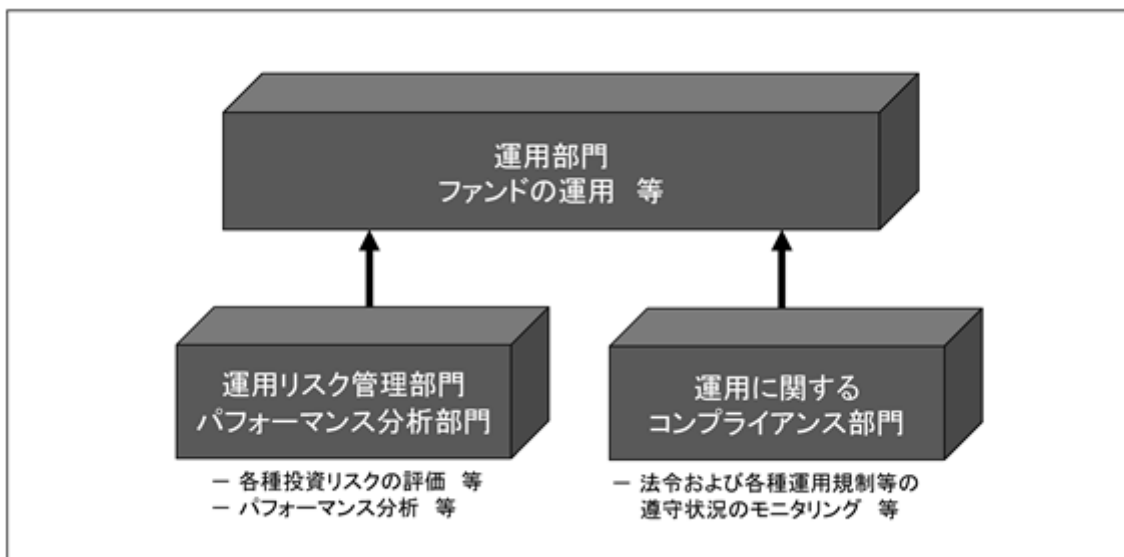 運用部門
ファンドの運用 等
運用リスク管理部門
パフォーマンス分析部門
運用に関する
コンプライアンス部門
－ 各種投資リスクの評価 等
－ パフォーマンス分析 等
－ 法令および各種運用規制等の
遵守状況のモニタリング 等